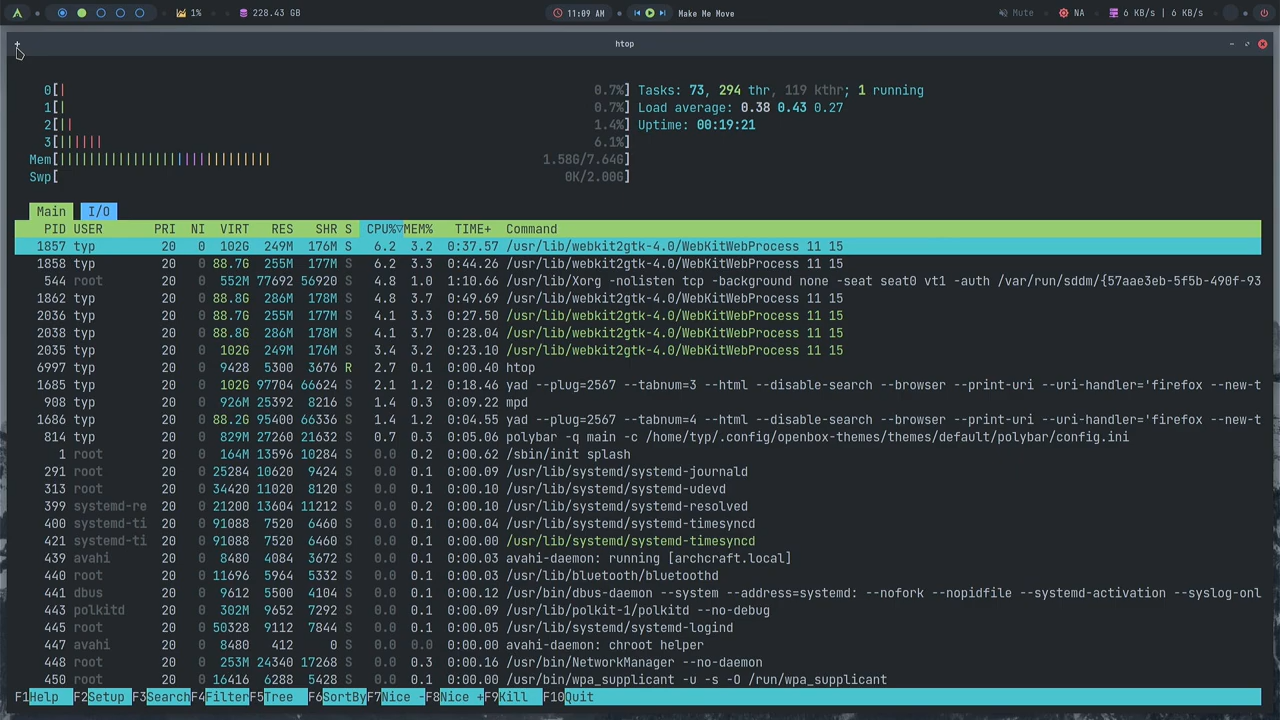 1% 228.43 GB 11:09 AM Make Me Move Mute NA 6 KB/s | 6 KB/s
htop
0[| 0.7%] Tasks: 73, 294 thr, 119 kthr; 1 running
1[| 0.7%] Load average: 0.38 0.43 0.27
2[|| 1.4%] Uptime: 00:19:21
3[|||||| 6.1%]
Mem[||||||||||||||||||||||||||||| 1.58G/7.64G]
Swp[ 0K/2.00G]
Main I/O
PID USER PRI NI VIRT RES SHR S CPU%▽MEM% TIME+ Command
1857 typ 20 0 102G 249M 176M S 6.2 3.2 0:37.57 /usr/lib/webkit2gtk-4.0/WebKitWebProcess 11 15
1858 typ 20 0 88.7G 255M 177M S 6.2 3.3 0:44.26 /usr/lib/webkit2gtk-4.0/WebKitWebProcess 11 15
544 root 20 0 552M 77692 56920 S 4.8 1.0 1:10.66 /usr/lib/Xorg -nolisten tcp -background none -seat seat0 vt1 -auth /var/run/sddm/{57aae3eb-5f5b-490f-93
1862 typ 20 0 88.8G 286M 178M S 4.8 3.7 0:49.69 /usr/lib/webkit2gtk-4.0/WebKitWebProcess 11 15
2036 typ 20 0 88.7G 255M 177M S 4.1 3.3 0:27.50 /usr/lib/webkit2gtk-4.0/WebKitWebProcess 11 15
2038 typ 20 0 88.8G 286M 178M S 4.1 3.7 0:28.04 /usr/lib/webkit2gtk-4.0/WebKitWebProcess 11 15
2035 typ 20 0 102G 249M 176M S 3.4 3.2 0:23.10 /usr/lib/webkit2gtk-4.0/WebKitWebProcess 11 15
6997 typ 20 0 9428 5300 3676 R 2.7 0.1 0:00.40 htop
1685 typ 20 0 102G 97704 66624 S 2.1 1.2 0:18.46 yad --plug=2567 --tabnum=3 --html --disable-search --browser --print-uri --uri-handler='firefox --new-t
908 typ 20 0 926M 25392 8216 S 1.4 0.3 0:09.22 mpd
1686 typ 20 0 88.2G 95400 66336 S 1.4 1.2 0:04.55 yad --plug=2567 --tabnum=4 --html --disable-search --browser --print-uri --uri-handler='firefox --new-t
814 typ 20 0 829M 27260 21632 S 0.7 0.3 0:05.06 polybar -q main -c /home/typ/.config/openbox-themes/themes/default/polybar/config.ini
1 root 20 0 164M 13596 10284 S 0.0 0.2 0:00.62 /sbin/init splash
291 root 20 0 25284 10620 9424 S 0.0 0.1 0:00.09 /usr/lib/systemd/systemd-journald
313 root 20 0 34420 11020 8120 S 0.0 0.1 0:00.09 /usr/lib/systemd/systemd-udevd
399 systemd-re 20 0 21200 13604 11212 S 0.0 0.2 0:00.09 /usr/lib/systemd/systemd-resolved
400 systemd-ti 20 0 91088 7520 6460 S 0.0 0.1 0:00.04 /usr/lib/systemd/systemd-timesyncd
421 systemd-ti 20 0 91088 7520 6460 S 0.0 0.1 0:00.00 /usr/lib/systemd/systemd-timesyncd
439 avahi 20 0 8480 4084 3672 S 0.0 0.1 0:00.03 avahi-daemon: running [archcraft.local]
440 root 20 0 11696 5964 5332 S 0.0 0.1 0:00.03 /usr/lib/bluetooth/bluetoothd
441 dbus 20 0 9612 5500 4104 S 0.0 0.1 0:00.12 /usr/bin/dbus-daemon --system --address=systemd: --nofork --nopidfile --systemd-activation --syslog-onl
443 polkitd 20 0 302M 9652 7292 S 0.0 0.1 0:00.09 /usr/lib/polkit-1/polkitd --no-debug
445 root 20 0 50328 9112 7844 S 0.0 0.1 0:00.05 /usr/lib/systemd/systemd-logind
447 avahi 20 0 8480 412 0 S 0.0 0.0 0:00.00 avahi-daemon: chroot helper
448 root 20 0 253M 24340 17268 S 0.0 0.3 0:00.16 /usr/bin/NetworkManager --no-daemon
450 root 20 0 16416 6288 5428 S 0.0 0.1 0:00.02 /usr/bin/wpa_supplicant -u -s -O /run/wpa_supplicant
F1Help F2Setup F3SearchF4FilterF5Tree F6SortByF7Nice -F8Nice +F9Kill F10Quit